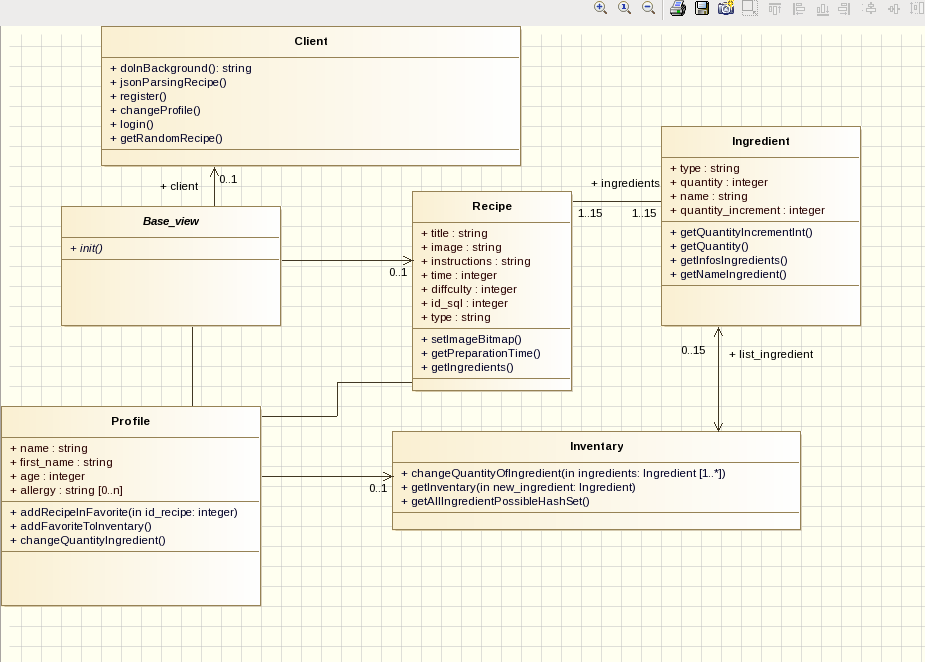 Client
+ doInBackground(): string
+ jsonParsingRecipe()
+ register()
+ changeProfile()
+ login()
+ getRandomRecipe()
+ client
0..1
Base_view
+ init()
Recipe
+ title : string
+ image : string
+ instructions : string
+ time : integer
+ diffculty : integer
+ id_sql : integer
+ type : string
+ setImageBitmap()
+ getPreparationTime()
+ getIngredients()
0..1
+ ingredients
1..15
1..15
Ingredient
+ type : string
+ quantity : integer
+ name : string
+ quantity_increment : integer
+ getQuantityIncrementInt()
+ getQuantity()
+ getInfosIngredients()
+ getNameIngredient()
0..15
+ list_ingredient
Profile
+ name : string
+ first_name : string
+ age : integer
+ allergy : string [0..n]
+ addRecipeInFavorite(in id_recipe: integer)
+ addFavoriteToInventory()
+ changeQuantityIngredient()
0..1
Inventory
+ changeQuantityOfIngredient(in ingredients: Ingredient [1..*])
+ getInventary(in new_ingredient: Ingredient)
+ getAllIngredientPossibleHashSet()